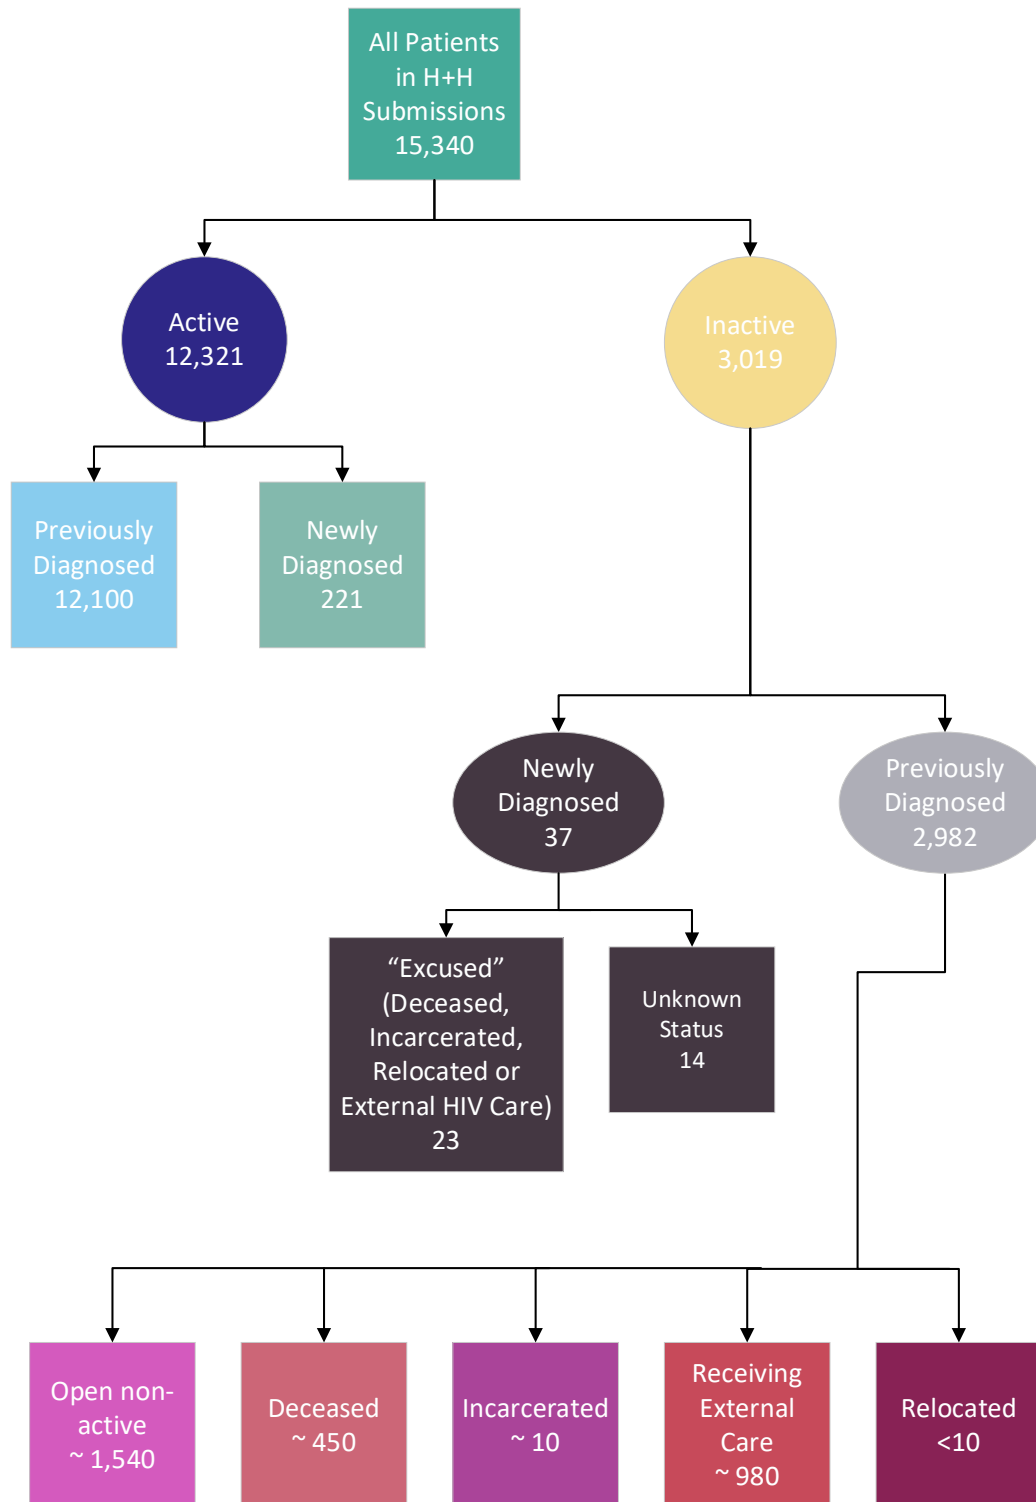 All Patients
in H+H
Submissions
15,340
Active
12,321
Inactive
3,019
Previously
Diagnosed
12,100
Newly
Diagnosed
221
Newly
Diagnosed
37
Previously
Diagnosed
2,982
“Excused”
(Deceased,
Incarcerated,
Relocated or
External HIV Care)
23
Unknown
Status
14
Open non-
active
~ 1,540
Deceased
~ 450
Incarcerated
~ 10
Receiving
External
Care
~ 980
Relocated
<10